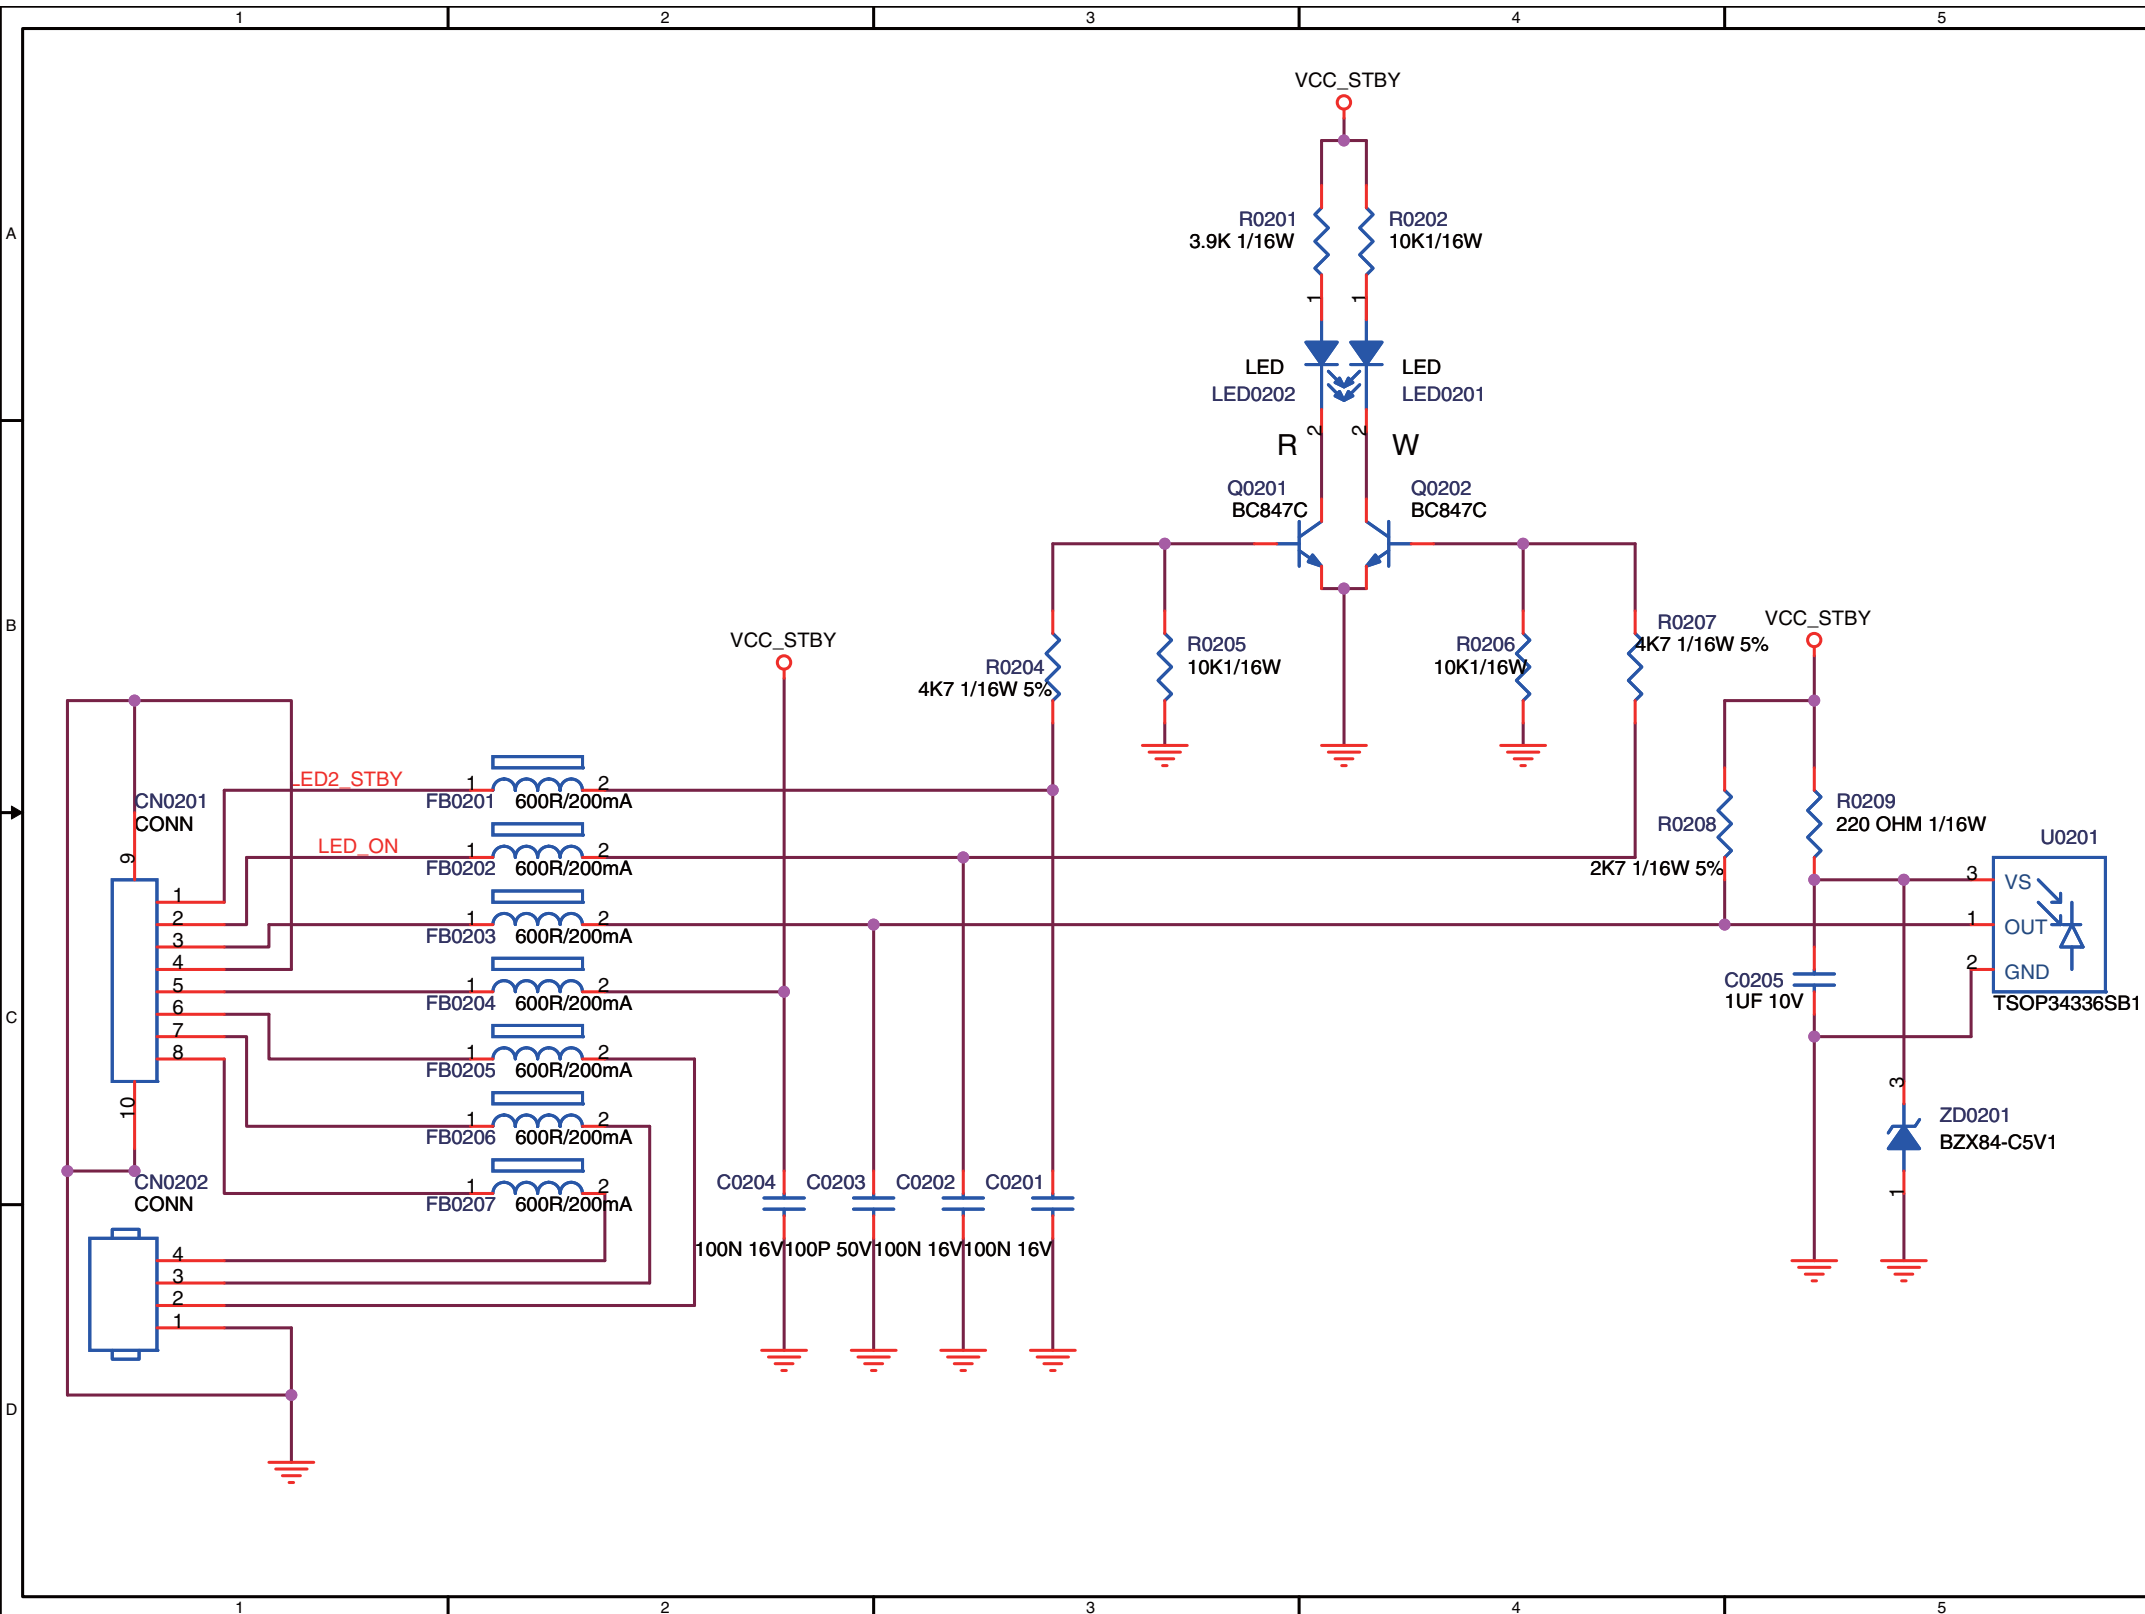 1 2 3 4 5
VCC_STBY
A
R0201 R0202
3.9K 1/16W 10K1/16W
1 1
LED LED
LED0202 LED0201
2 2
R W
Q0201 Q0202
BC847C BC847C
B
VCC_STBY
R0204
4K7 1/16W 5%
R0205
10K1/16W
R0206
10K1/16W
R0207
4K7 1/16W 5%
VCC_STBY
LED2_STBY
1 2
FB0201 600R/200mA
CN0201
CONN
9
1
2
3
4
5
6
7
8
10
LED_ON
1 2
FB0202 600R/200mA
1 2
FB0203 600R/200mA
1 2
FB0204 600R/200mA
1 2
FB0205 600R/200mA
1 2
FB0206 600R/200mA
1 2
FB0207 600R/200mA
R0208
2K7 1/16W 5%
R0209
220 OHM 1/16W
U0201
3 VS
1 OUT
2 GND
TSOP34336SB1
C
C0205
1UF 10V
3
ZD0201
BZX84-C5V1
1
CN0202
CONN
4
3
2
1
C0204 C0203 C0202 C0201
100N 16V 100P 50V 100N 16V 100N 16V
D
1 2 3 4 5